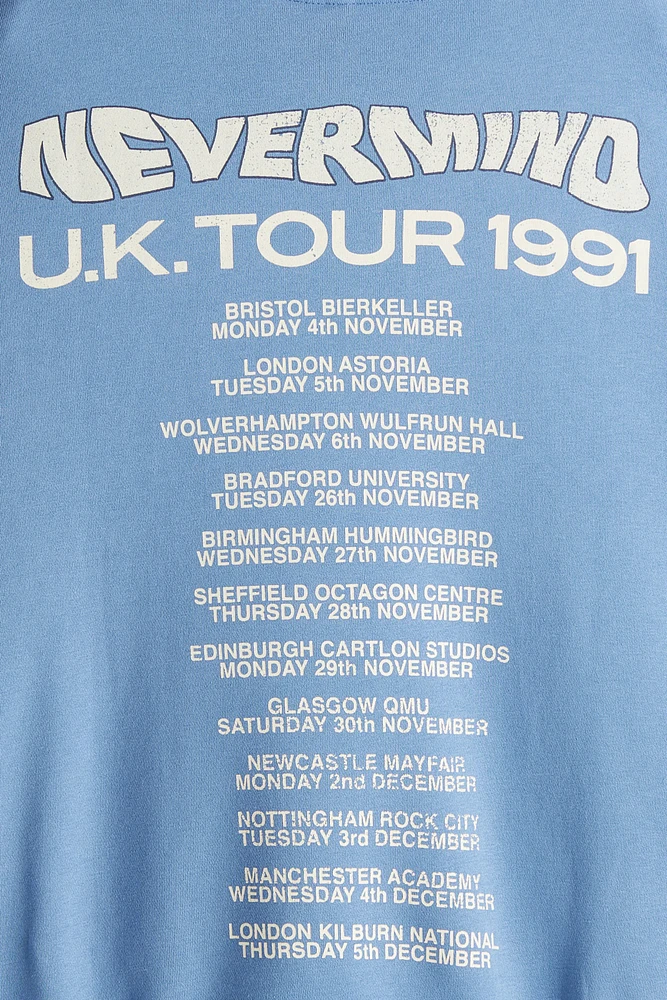 NEVERMIND
U.K. TOUR 1991
BRISTOL BIERKELLER
MONDAY 4th NOVEMBER
LONDON ASTORIA
TUESDAY 5th NOVEMBER
WOLVERHAMPTON WULFRUN HALL
WEDNESDAY 6th NOVEMBER
BRADFORD UNIVERSITY
TUESDAY 26th NOVEMBER
BIRMINGHAM HUMMINGBIRD
WEDNESDAY 27th NOVEMBER
SHEFFIELD OCTAGON CENTRE
THURSDAY 28th NOVEMBER
EDINBURGH CARTLON STUDIOS
MONDAY 29th NOVEMBER
GLASGOW QMU
SATURDAY 30th NOVEMBER
NEWCASTLE MAYFAIR
MONDAY 2nd DECEMBER
NOTTINGHAM ROCK CITY
TUESDAY 3rd DECEMBER
MANCHESTER ACADEMY
WEDNESDAY 4th DECEMBER
LONDON KILBURN NATIONAL
THURSDAY 5th DECEMBER